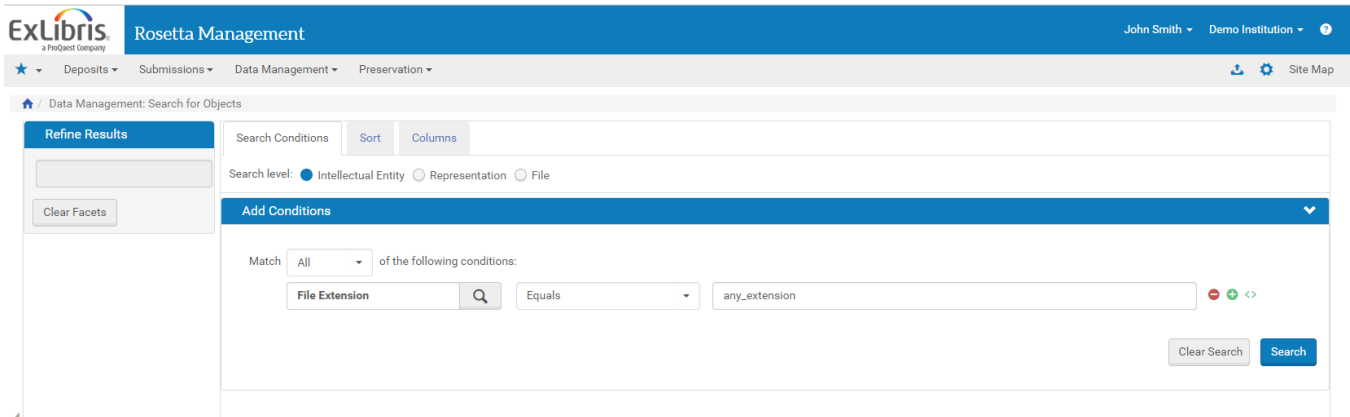 ExLibris
a ProQuest Company
Rosetta Management
John Smith
Demo Institution
?
Deposits
Submissions
Data Management
Preservation
Site Map
/ Data Management: Search for Objects
Refine Results
Clear Facets
Search Conditions
Sort
Columns
Search level: Intellectual Entity Representation File
Add Conditions
Match All of the following conditions:
File Extension
Equals
any_extension
Clear Search
Search